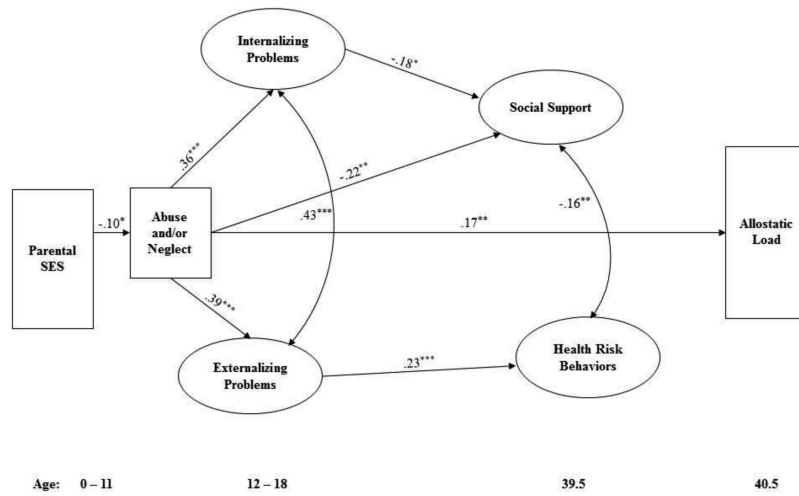 Internalizing
Problems
-.18*
Social Support
.36***
-.22**
.43***
-.16**
Parental
SES
-.10*
Abuse
and/or
Neglect
.17**
Allostatic
Load
.39***
Externalizing
Problems
.23***
Health Risk
Behaviors
Age: 0 – 11 12 – 18 39.5 40.5